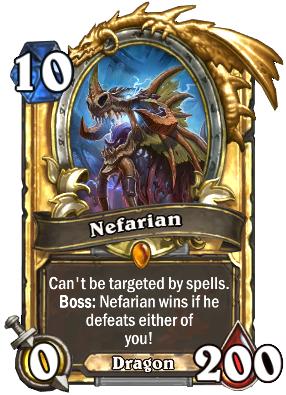 10
Nefarian
Can't be targeted by spells.
Boss: Nefarian wins if he
defeats either of
you!
0
Dragon
200